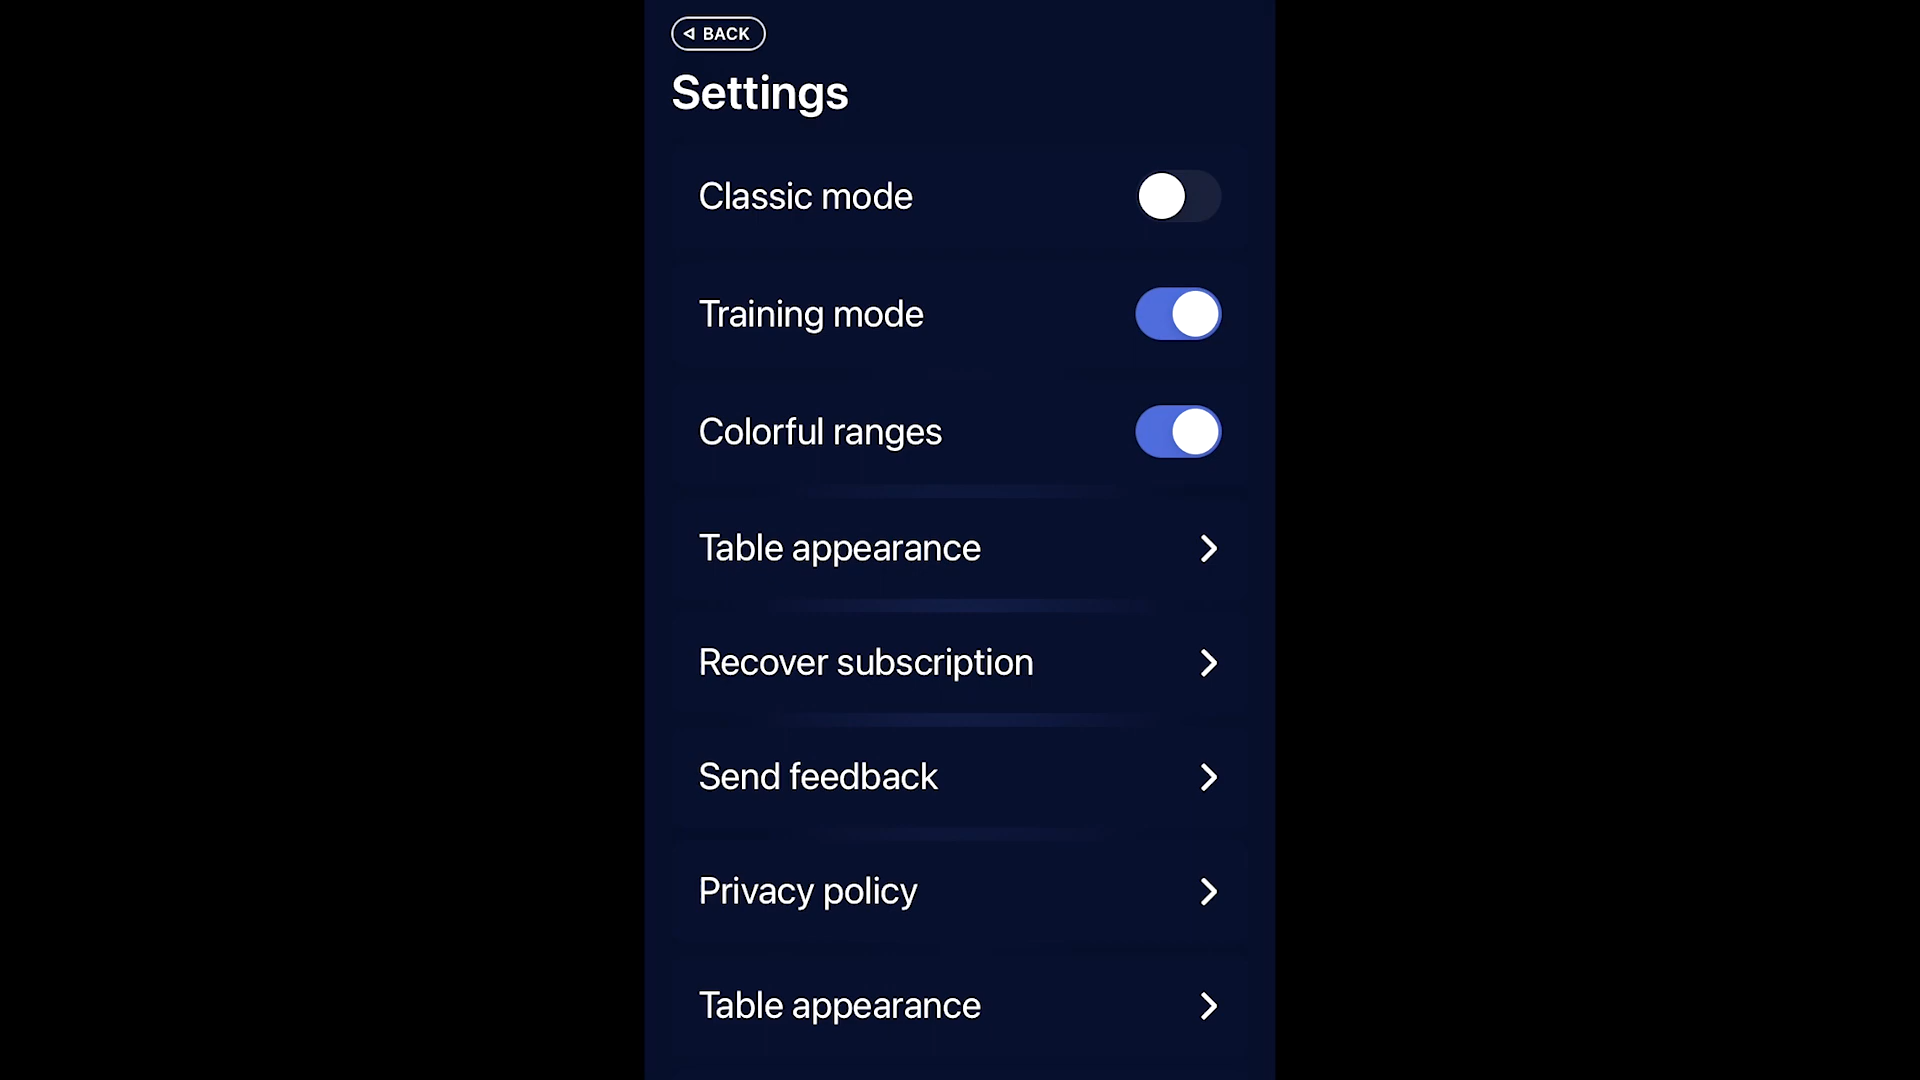 BACK
Settings
Classic mode
Training mode
Colorful ranges
Table appearance
Recover subscription
Send feedback
Privacy policy
Table appearance